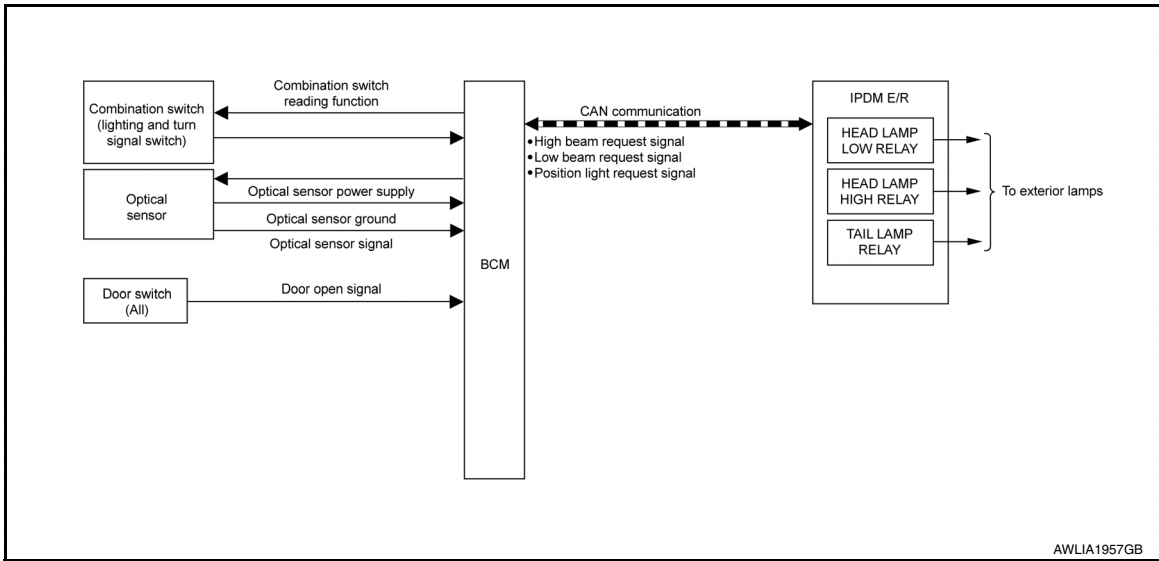 Combination switch
(lighting and turn
signal switch)
Combination switch
reading function
Optical
sensor
Optical sensor power supply
Optical sensor ground
Optical sensor signal
Door switch
(All)
Door open signal
BCM
CAN communication
•High beam request signal
•Low beam request signal
•Position light request signal
IPDM E/R
HEAD LAMP
LOW RELAY
HEAD LAMP
HIGH RELAY
TAIL LAMP
RELAY
To exterior lamps
AWLIA1957GB